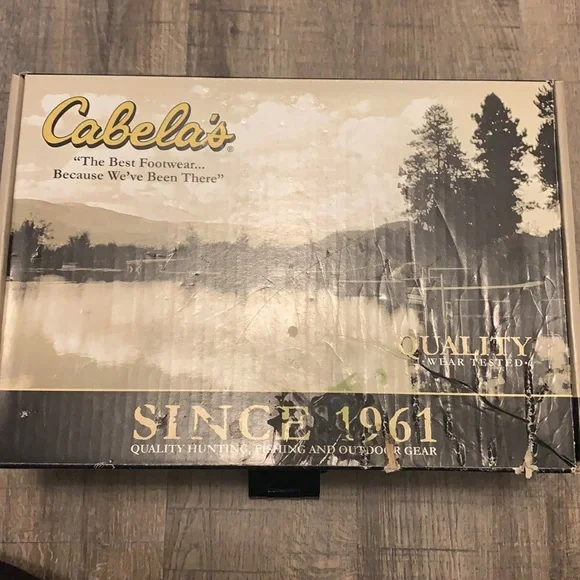 Cabela's®
"The Best Footwear...
Because We've Been There"
QUALITY
•WEAR TESTED•
SINCE 1961
QUALITY HUNTING, FISHING AND OUTDOOR GEAR